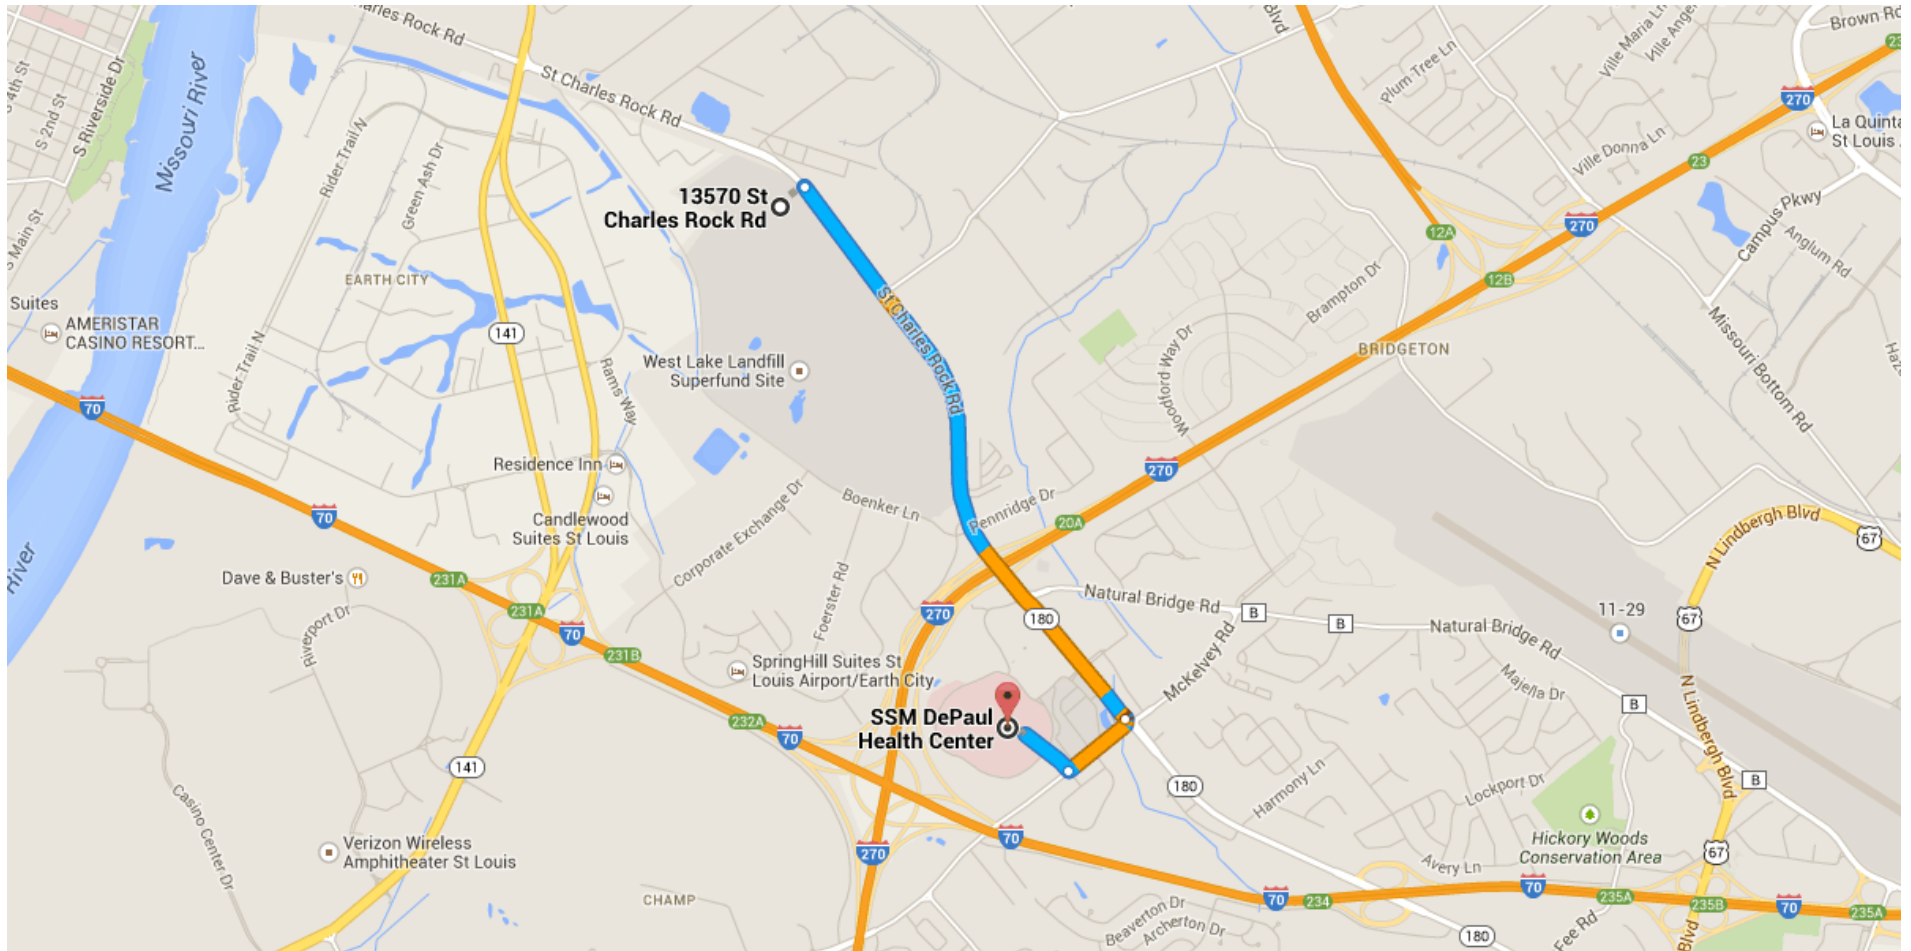 arles Rock Rd
St Charles Rock Rd
Blvd
Plum Tree Ln
Ville Maria Ln
Ville Ange
Brown Rd
23
270
La Quinta
St Louis
S 4th St
S 2nd St
S Riverside Dr
Missouri River
Rider Trail N
Green Ash Dr
S Main St
13570 St
Charles Rock Rd
12A
270
23
Ville Donna Ln
Campus Pkwy
Anglum Rd
12B
EARTH CITY
Suites
AMERISTAR
CASINO RESORT...
141
St Charles Rock Rd
Brampton Dr
BRIDGETON
Missouri Bottom Rd
Haze
West Lake Landfill
Superfund Site
Rams Way
Rider Trail N
Woodford Way Dr
70
Residence Inn
Candlewood
Suites St Louis
70
Boenker Ln
Corporate Exchange Dr
Pennridge Dr
20A
270
N Lindbergh Blvd
67
River
Dave & Buster's
231A
231A
70
Riverport Dr
Foerster Rd
270
180
Natural Bridge Rd
B
B
Natural Bridge Rd
11-29
67
231B
SpringHill Suites St
Louis Airport/Earth City
McKelvey Rd
Majella Dr
B
N Lindbergh Blvd
SSM DePaul
Health Center
232A
70
141
180
Harmony Ln
Lockport Dr
B
Casino Center Dr
Verizon Wireless
Amphitheater St Louis
270
70
Hickory Woods
Conservation Area
67
Avery Ln
CHAMP
70
234
70
235A
235B
70
235A
Beaverton Dr
Archerton Dr
180
Fee Rd
Blvd